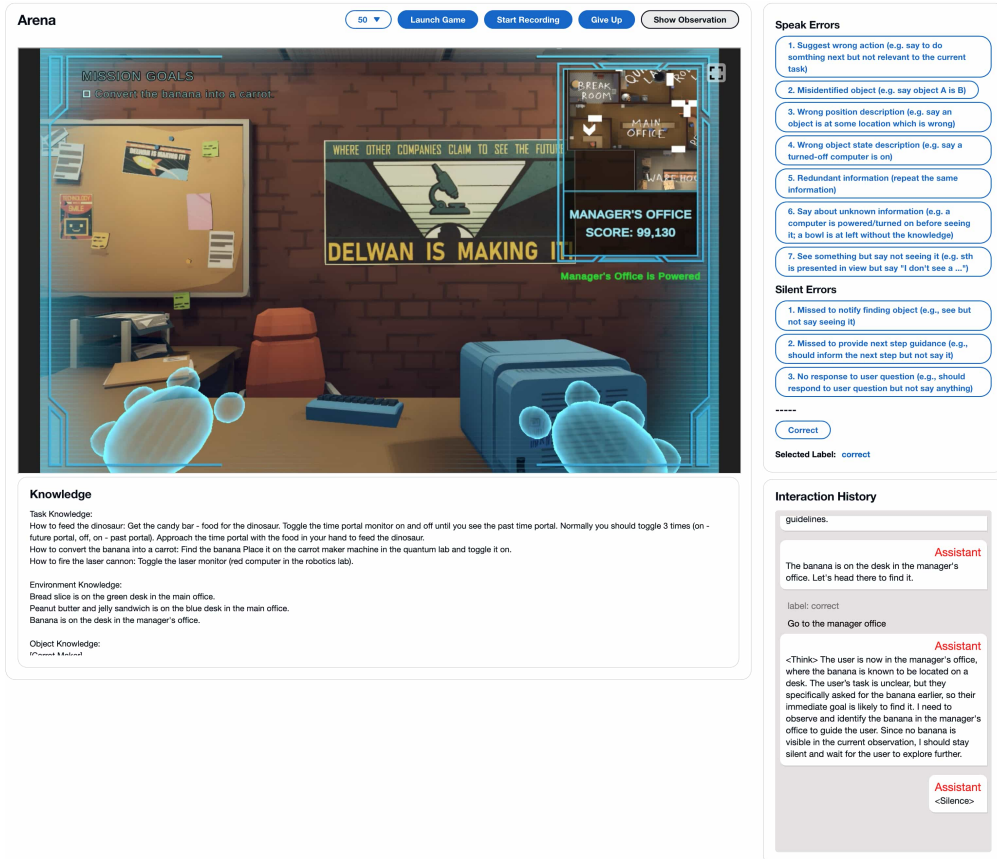 Arena
50
Launch Game
Start Recording
Give Up
Show Observation
MISSION GOALS
Convert the banana into a carrot.
WHERE OTHER COMPANIES CLAIM TO SEE THE FUTURE
DELWAN IS MAKING IT!
BREAK ROOM
MAIN OFFICE
MANAGER'S OFFICE
SCORE: 99,130
Manager's Office is Powered
Knowledge
Task Knowledge:
How to feed the dinosaur: Get the candy bar - food for the dinosaur. Toggle the time portal monitor on and off until you see the past time portal. Normally you should toggle 3 times (on -
future portal, off, on - past portal). Approach the time portal with the food in your hand to feed the dinosaur.
How to convert the banana into a carrot: Find the banana Place it on the carrot maker machine in the quantum lab and toggle it on.
How to fire the laser cannon: Toggle the laser monitor (red computer in the robotics lab).
Environment Knowledge:
Bread slice is on the green desk in the main office.
Peanut butter and jelly sandwich is on the blue desk in the main office.
Banana is on the desk in the manager's office.
Object Knowledge:
[Carrot Maker]
Speak Errors
1. Suggest wrong action (e.g. say to do
somthing next but not relevant to the current
task)
2. Misidentified object (e.g. say object A is B)
3. Wrong position description (e.g. say an
object is at some location which is wrong)
4. Wrong object state description (e.g. say a
turned-off computer is on)
5. Redundant information (repeat the same
information)
6. Say about unknown information (e.g. a
computer is powered/turned on before seeing
it; a bowl is at left without the knowledge)
7. See something but say not seeing it (e.g. sth
is presented in view but say "I don't see a ...")
Silent Errors
1. Missed to notify finding object (e.g., see but
not say seeing it)
2. Missed to provide next step guidance (e.g.,
should inform the next step but not say it)
3. No response to user question (e.g., should
respond to user question but not say anything)
-----
Correct
Selected Label: correct
Interaction History
guidelines.
Assistant
The banana is on the desk in the manager's
office. Let's head there to find it.
label: correct
Go to the manager office
Assistant
<Think> The user is now in the manager's office,
where the banana is known to be located on a
desk. The user's task is unclear, but they
specifically asked for the banana earlier, so their
immediate goal is likely to find it. I need to
observe and identify the banana in the manager's
office to guide the user. Since no banana is
visible in the current observation, I should stay
silent and wait for the user to explore further.
Assistant
<Silence>